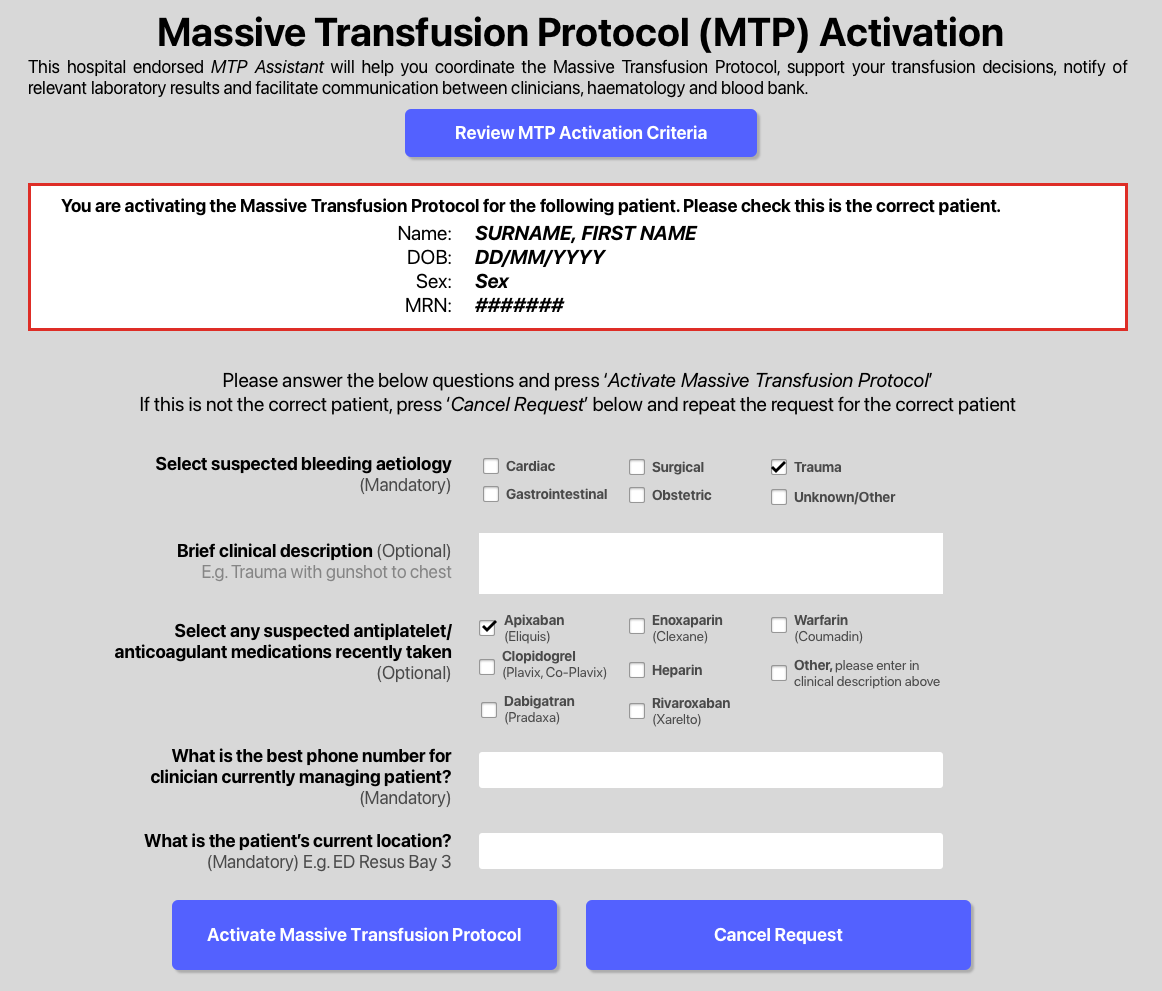 Massive Transfusion Protocol (MTP) Activation
This hospital endorsed MTP Assistant will help you coordinate the Massive Transfusion Protocol, support your transfusion decisions, notify of
relevant laboratory results and facilitate communication between clinicians, haematology and blood bank.
Review MTP Activation Criteria
You are activating the Massive Transfusion Protocol for the following patient. Please check this is the correct patient.
Name: SURNAME, FIRST NAME
DOB: DD/MM/YYYY
Sex: Sex
MRN: #######
Please answer the below questions and press ‘Activate Massive Transfusion Protocol’
If this is not the correct patient, press ‘Cancel Request’ below and repeat the request for the correct patient
Select suspected bleeding aetiology
(Mandatory)
Cardiac Surgical Trauma
Gastrointestinal Obstetric Unknown/Other
Brief clinical description (Optional)
E.g. Trauma with gunshot to chest
Select any suspected antiplatelet/
anticoagulant medications recently taken
(Optional)
Apixaban Enoxaparin Warfarin
(Eliquis) (Clexane) (Coumadin)
Clopidogrel
(Plavix, Co-Plavix) Heparin Other, please enter in
clinical description above
Dabigatran Rivaroxaban
(Pradaxa) (Xarelto)
What is the best phone number for
clinician currently managing patient?
(Mandatory)
What is the patient’s current location?
(Mandatory) E.g. ED Resus Bay 3
Activate Massive Transfusion Protocol Cancel Request